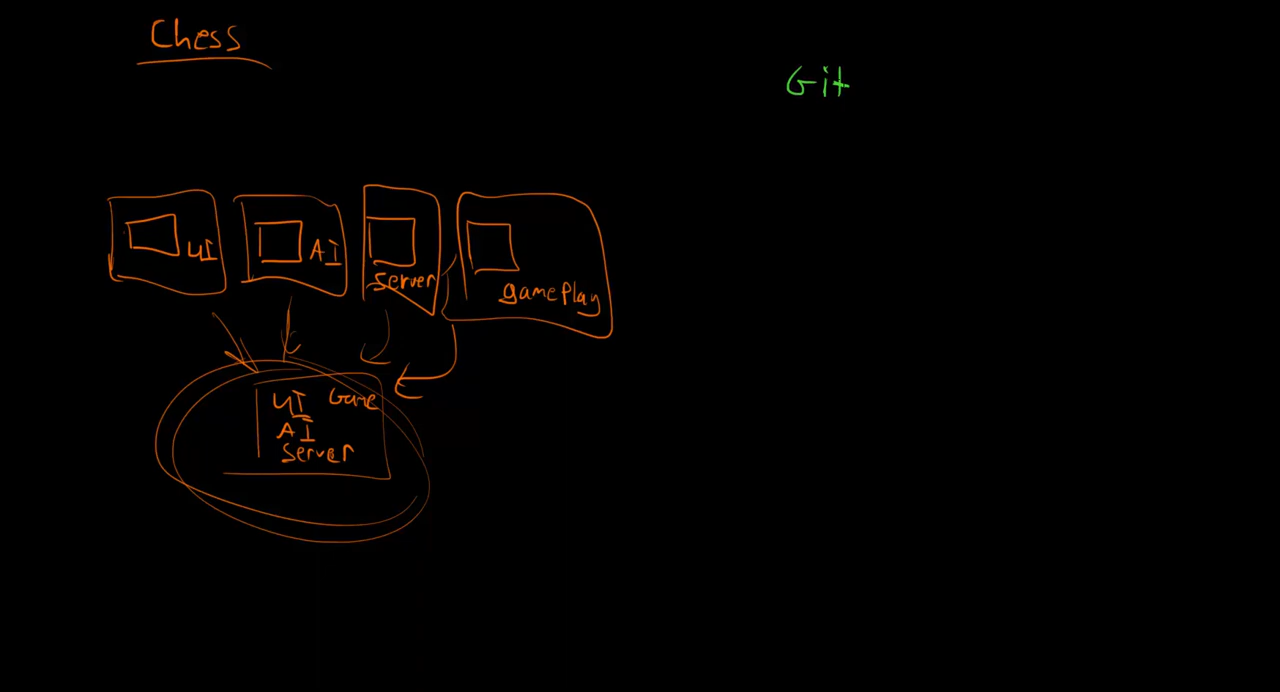 Chess
Git
UI
AI
Server
gamePlay
UI Game
AI
Server